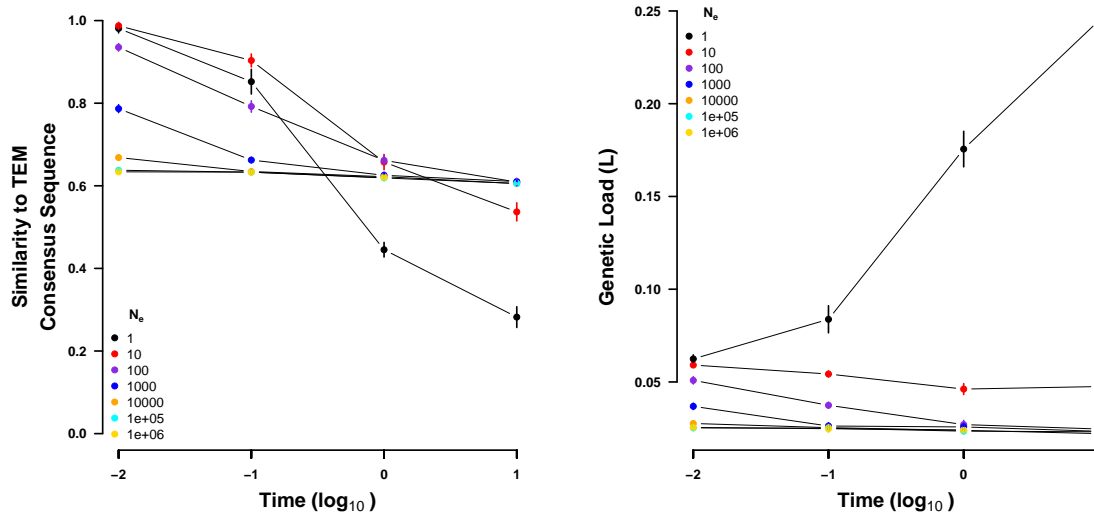 1.0
0.8
0.6
0.4
0.2
0.0
Similarity to TEM
Consensus Sequence
Nₑ
1
10
100
1000
10000
1e+05
1e+06
−2
−1
0
1
Time (log₁₀ )
0.25
0.20
0.15
0.10
0.05
Genetic Load (L)
Nₑ
1
10
100
1000
10000
1e+05
1e+06
−2
−1
0
Time (log₁₀ )